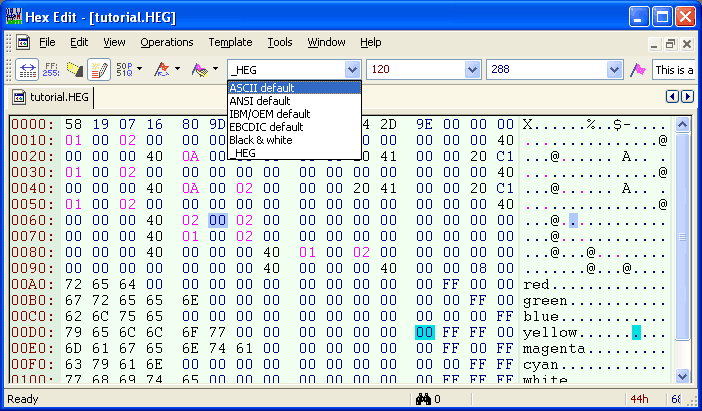 Hex Edit - [tutorial.HEG]
File Edit View Operations Template Tools Window Help
FF: 255: 50P 51Q _HEG 120 288 This is a
ASCII default
ANSI default
IBM/OEM default
EBCDIC default
Black & white
_HEG
tutorial.HEG
0000: 58 19 07 16 80 9D 2D 9E 00 00 00 X......%..$-....
0010: 01 00 02 00 00 00 00 00 00 00 40 ...............@
0020: 00 00 00 40 0A 00 41 00 00 20 C1 ...@.......A.. .
0030: 01 00 02 00 00 00 00 00 00 00 00 00 00 00 00 40 ...............@
0040: 00 00 00 40 0A 00 02 00 00 00 20 41 00 00 20 C1 ...@.......A.. .
0050: 01 00 02 00 00 00 00 00 00 00 00 00 00 00 00 40 ...............@
0060: 00 00 00 40 02 00 02 00 00 00 00 00 00 00 00 00 ...@............
0070: 00 00 00 40 01 00 02 00 00 00 00 00 00 00 00 00 ...@............
0080: 00 00 00 40 00 00 00 40 01 00 02 00 00 00 00 00 ...@...@........
0090: 00 00 00 00 00 00 00 40 00 00 00 40 00 00 08 00 .......@...@....
00A0: 72 65 64 00 00 00 00 00 00 00 00 00 00 FF 00 00 red.............
00B0: 67 72 65 65 6E 00 00 00 00 00 00 00 00 00 FF 00 green...........
00C0: 62 6C 75 65 00 00 00 00 00 00 00 00 00 00 00 FF blue............
00D0: 79 65 6C 6C 6F 77 00 00 00 00 00 00 00 FF FF 00 yellow..........
00E0: 6D 61 67 65 6E 74 61 00 00 00 00 00 00 FF 00 FF magenta.........
00F0: 63 79 61 6E 00 00 00 00 00 00 00 00 00 00 FF FF cyan............
0100: 77 68 69 74 65 00 00 00 00 00 00 00 00 FF FF FF white...........
Ready 0 44h 68